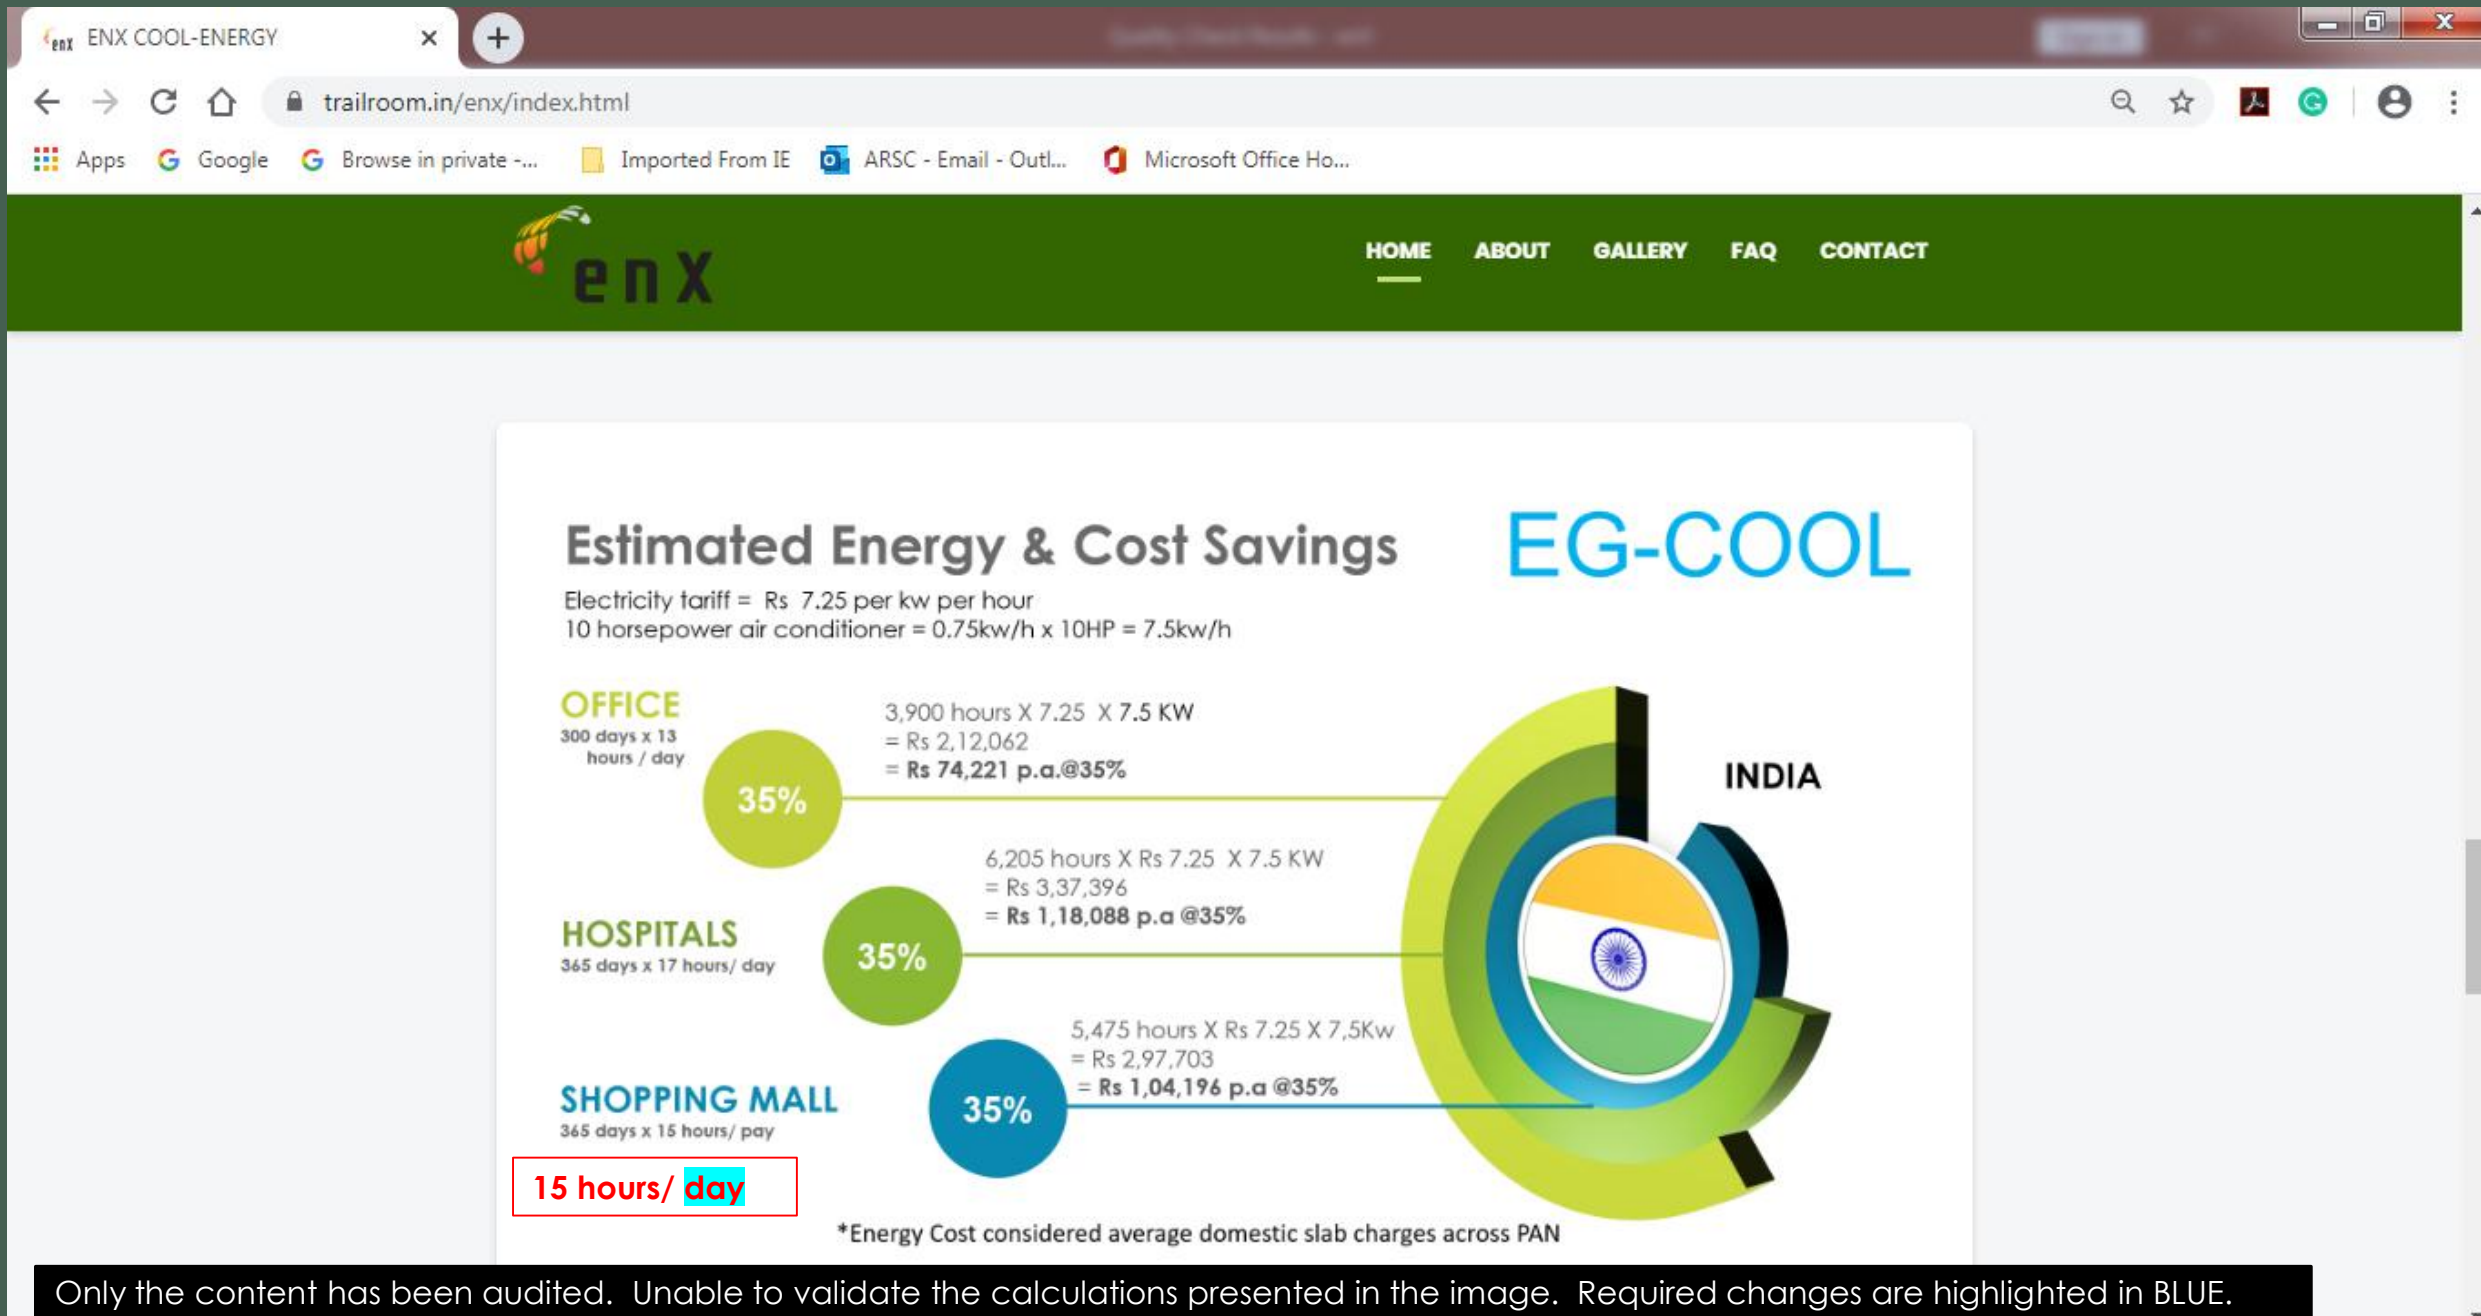 enx ENX COOL-ENERGY
trailroom.in/enx/index.html
Apps Google Browse in private -... Imported From IE ARSC - Email - Outl... Microsoft Office Ho...
enX
HOME ABOUT GALLERY FAQ CONTACT
Estimated Energy & Cost Savings
EG-COOL
Electricity tariff = Rs 7.25 per kw per hour
10 horsepower air conditioner = 0.75kw/h x 10HP = 7.5kw/h
OFFICE
300 days x 13
hours / day
35%
3,900 hours X 7.25 X 7.5 KW
= Rs 2,12,062
= Rs 74,221 p.a.@35%
INDIA
HOSPITALS
365 days x 17 hours/ day
35%
6,205 hours X Rs 7.25 X 7.5 KW
= Rs 3,37,396
= Rs 1,18,088 p.a @35%
SHOPPING MALL
365 days x 15 hours/ pay
35%
5,475 hours X Rs 7.25 X 7,5Kw
= Rs 2,97,703
= Rs 1,04,196 p.a @35%
15 hours/ day
*Energy Cost considered average domestic slab charges across PAN
Only the content has been audited. Unable to validate the calculations presented in the image. Required changes are highlighted in BLUE.